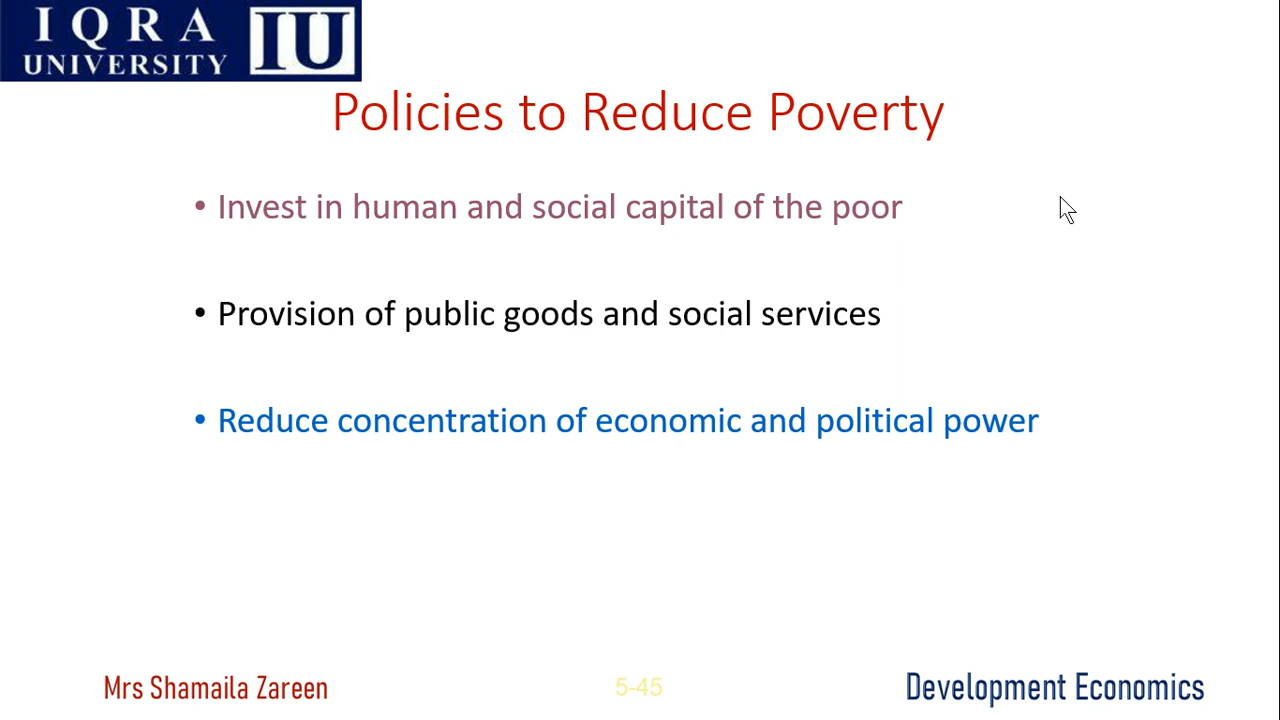 IQRA
UNIVERSITY
IU
Policies to Reduce Poverty
• Invest in human and social capital of the poor
• Provision of public goods and social services
• Reduce concentration of economic and political power
Mrs Shamaila Zareen
5-45
Development Economics